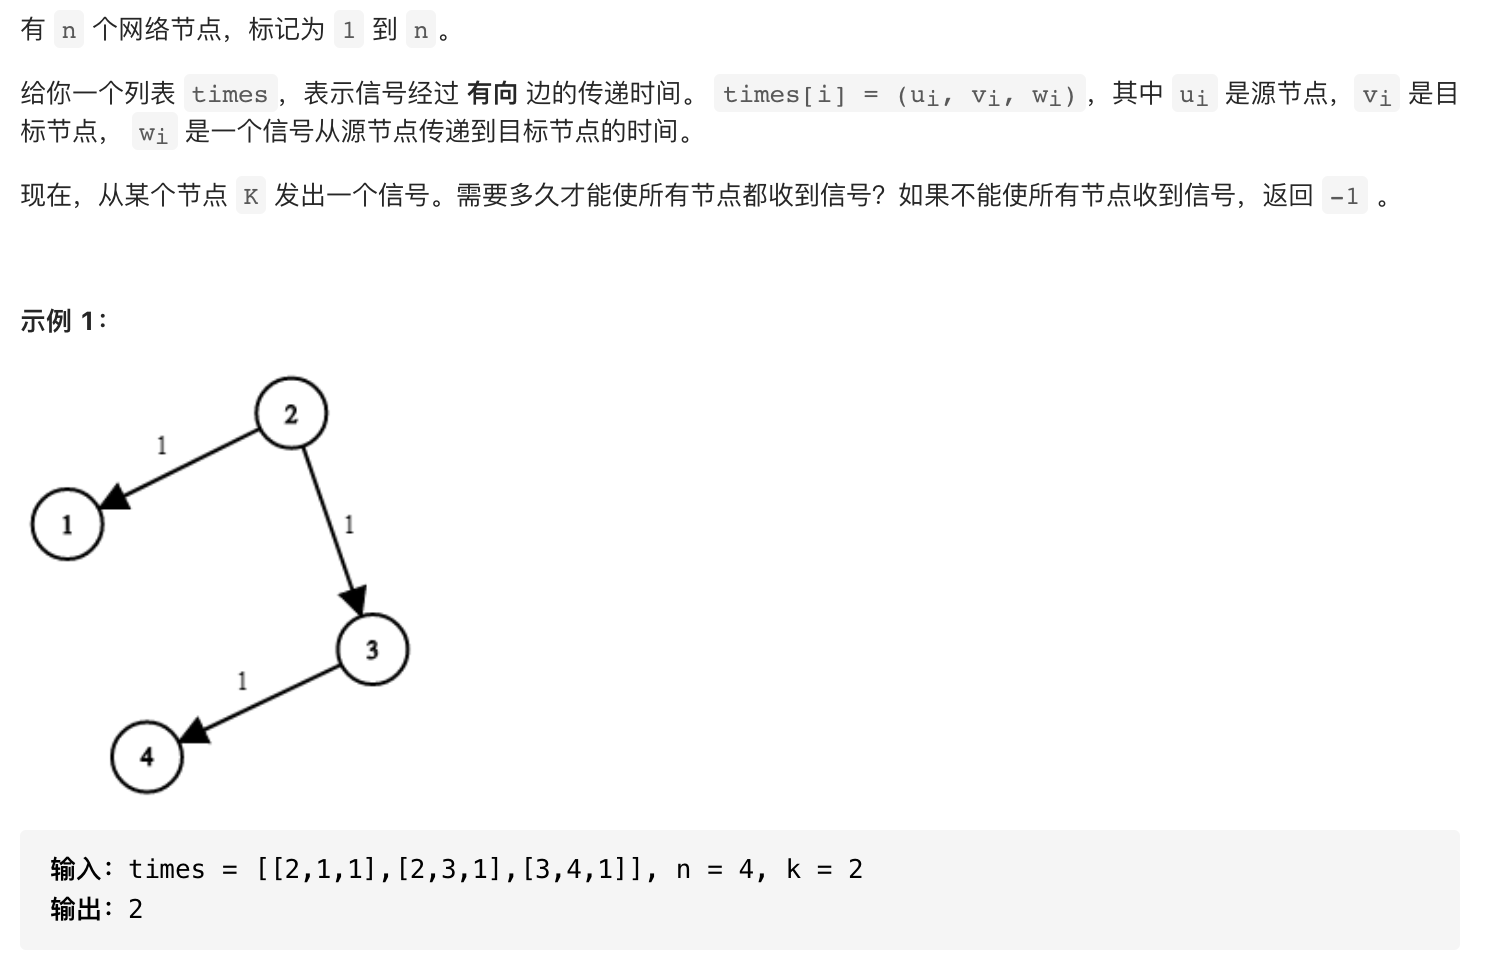 有 n 个网络节点，标记为 1 到 n 。
给你一个列表 times ，表示信号经过 有向 边的传递时间。 times[i] = (ui, vi, wi) ，其中 ui 是源节点， vi 是目
标节点， wi 是一个信号从源节点传递到目标节点的时间。
现在，从某个节点 K 发出一个信号。需要多久才能使所有节点都收到信号？如果不能使所有节点收到信号，返回 -1 。
示例 1：
2
1
1
1
3
1
4
输入：times = [[2,1,1],[2,3,1],[3,4,1]], n = 4, k = 2
输出：2